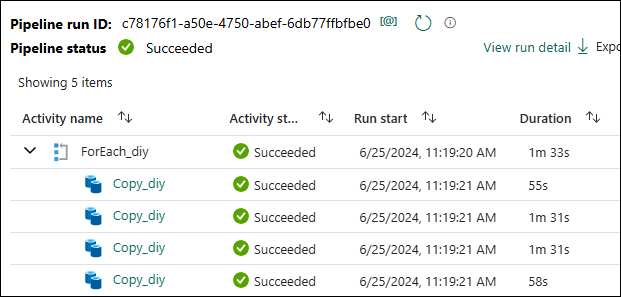 Pipeline run ID: c78176f1-a50e-4750-abef-6db77ffbfbe0 [@]
Pipeline status Succeeded
View run detail Expo
Showing 5 items
Activity name Activity st... Run start Duration
ForEach_diy Succeeded 6/25/2024, 11:19:20 AM 1m 33s
Copy_diy Succeeded 6/25/2024, 11:19:21 AM 55s
Copy_diy Succeeded 6/25/2024, 11:19:21 AM 1m 31s
Copy_diy Succeeded 6/25/2024, 11:19:21 AM 1m 31s
Copy_diy Succeeded 6/25/2024, 11:19:21 AM 58s